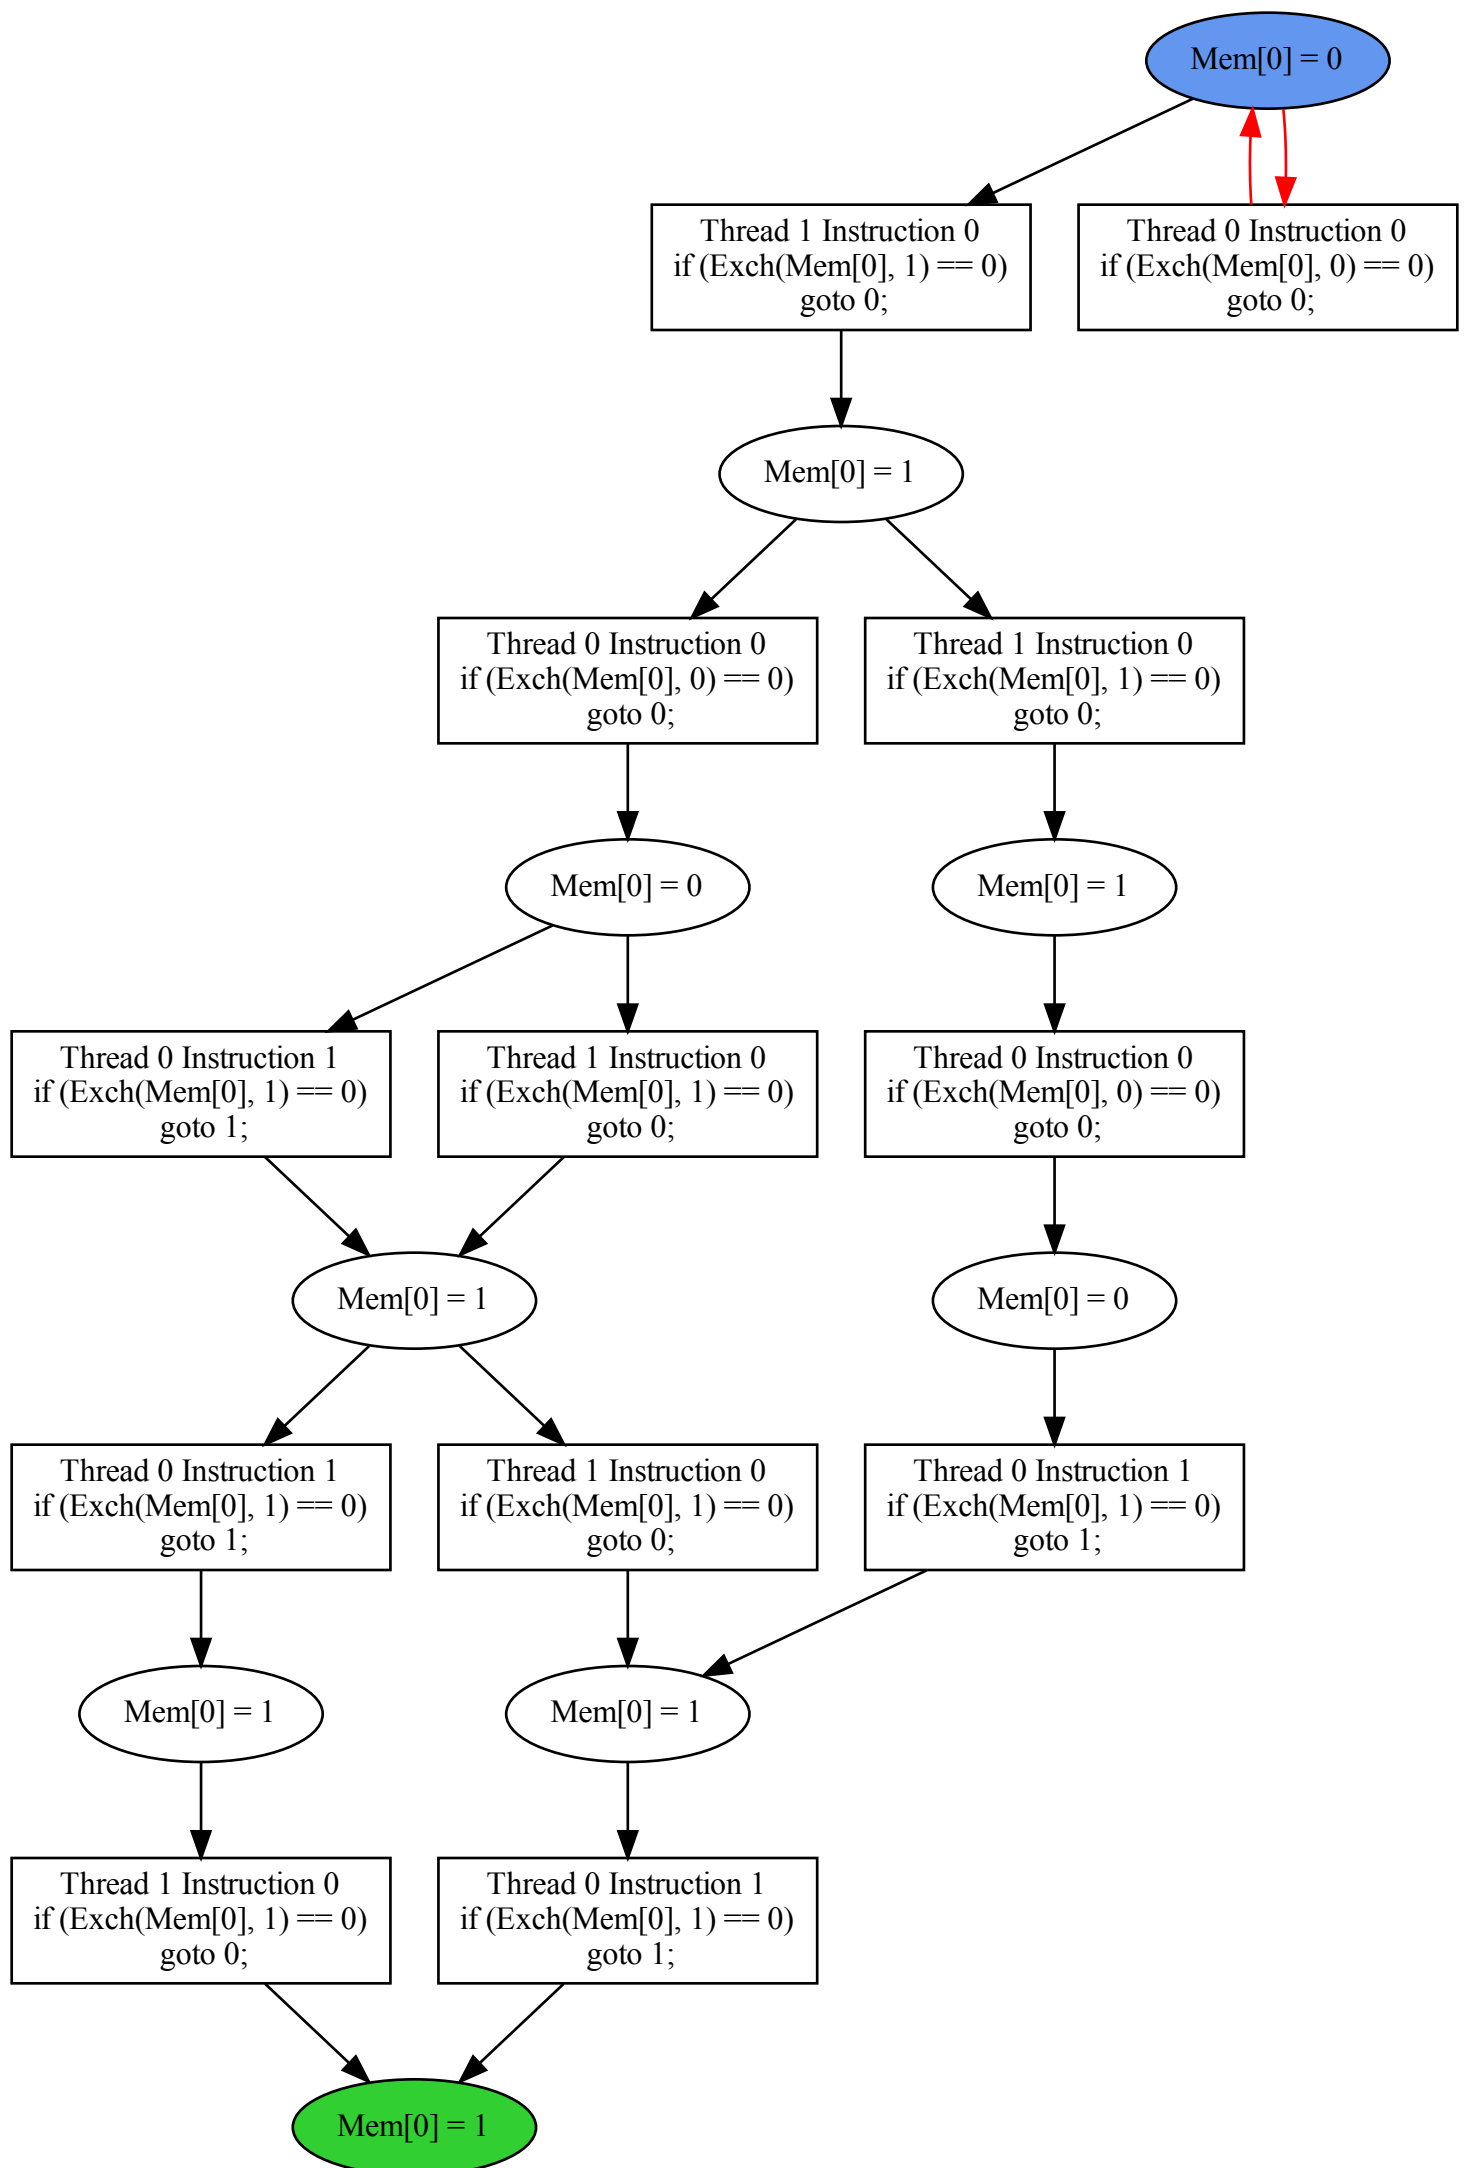 Mem[0] = 0
Thread 1 Instruction 0
if (Exch(Mem[0], 1) == 0)
goto 0;
Thread 0 Instruction 0
if (Exch(Mem[0], 0) == 0)
goto 0;
Mem[0] = 1
Thread 0 Instruction 0
if (Exch(Mem[0], 0) == 0)
goto 0;
Thread 1 Instruction 0
if (Exch(Mem[0], 1) == 0)
goto 0;
Mem[0] = 0
Mem[0] = 1
Thread 0 Instruction 1
if (Exch(Mem[0], 1) == 0)
goto 1;
Thread 1 Instruction 0
if (Exch(Mem[0], 1) == 0)
goto 0;
Thread 0 Instruction 0
if (Exch(Mem[0], 0) == 0)
goto 0;
Mem[0] = 1
Mem[0] = 0
Thread 0 Instruction 1
if (Exch(Mem[0], 1) == 0)
goto 1;
Thread 1 Instruction 0
if (Exch(Mem[0], 1) == 0)
goto 0;
Thread 0 Instruction 1
if (Exch(Mem[0], 1) == 0)
goto 1;
Mem[0] = 1
Mem[0] = 1
Thread 1 Instruction 0
if (Exch(Mem[0], 1) == 0)
goto 0;
Thread 0 Instruction 1
if (Exch(Mem[0], 1) == 0)
goto 1;
Mem[0] = 1